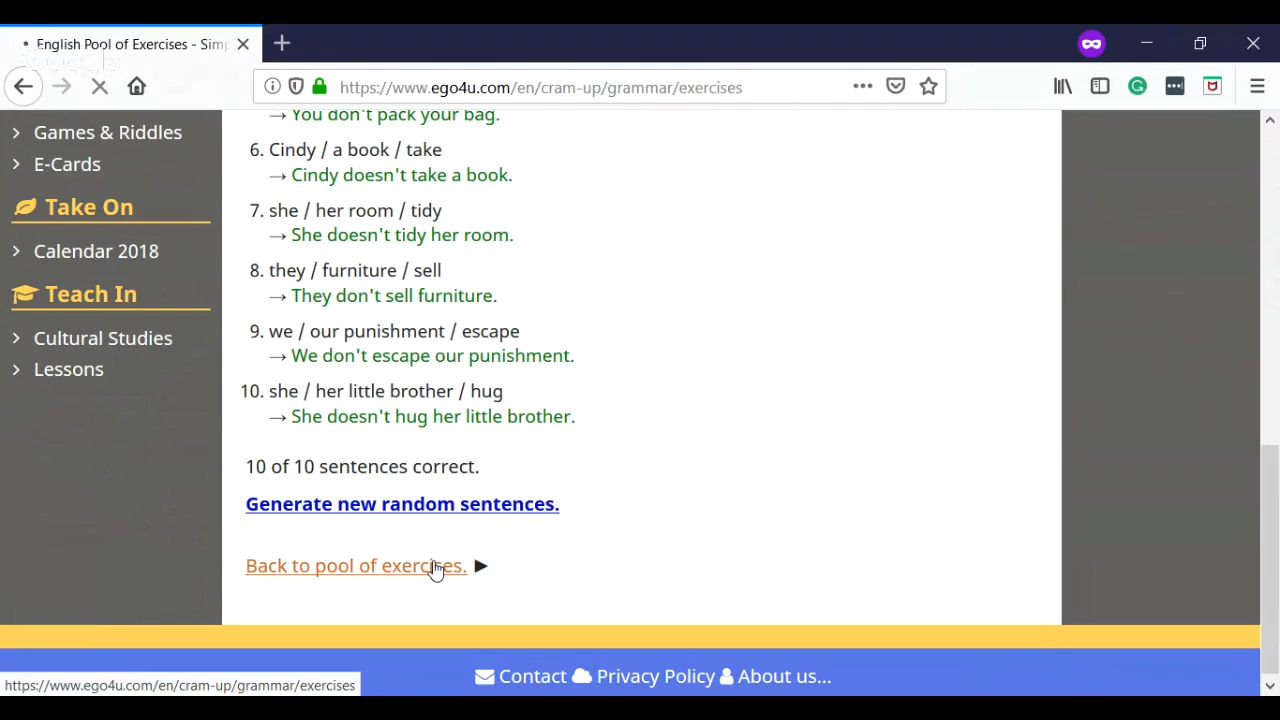 English Pool of Exercises - Simp
https://www.ego4u.com/en/cram-up/grammar/exercises
Games & Riddles
E-Cards
Take On
Calendar 2018
Teach In
Cultural Studies
Lessons
→ You don't pack your bag.
6. Cindy / a book / take
→ Cindy doesn't take a book.
7. she / her room / tidy
→ She doesn't tidy her room.
8. they / furniture / sell
→ They don't sell furniture.
9. we / our punishment / escape
→ We don't escape our punishment.
10. she / her little brother / hug
→ She doesn't hug her little brother.
10 of 10 sentences correct.
Generate new random sentences.
Back to pool of exercises.
Contact Privacy Policy About us...
https://www.ego4u.com/en/cram-up/grammar/exercises